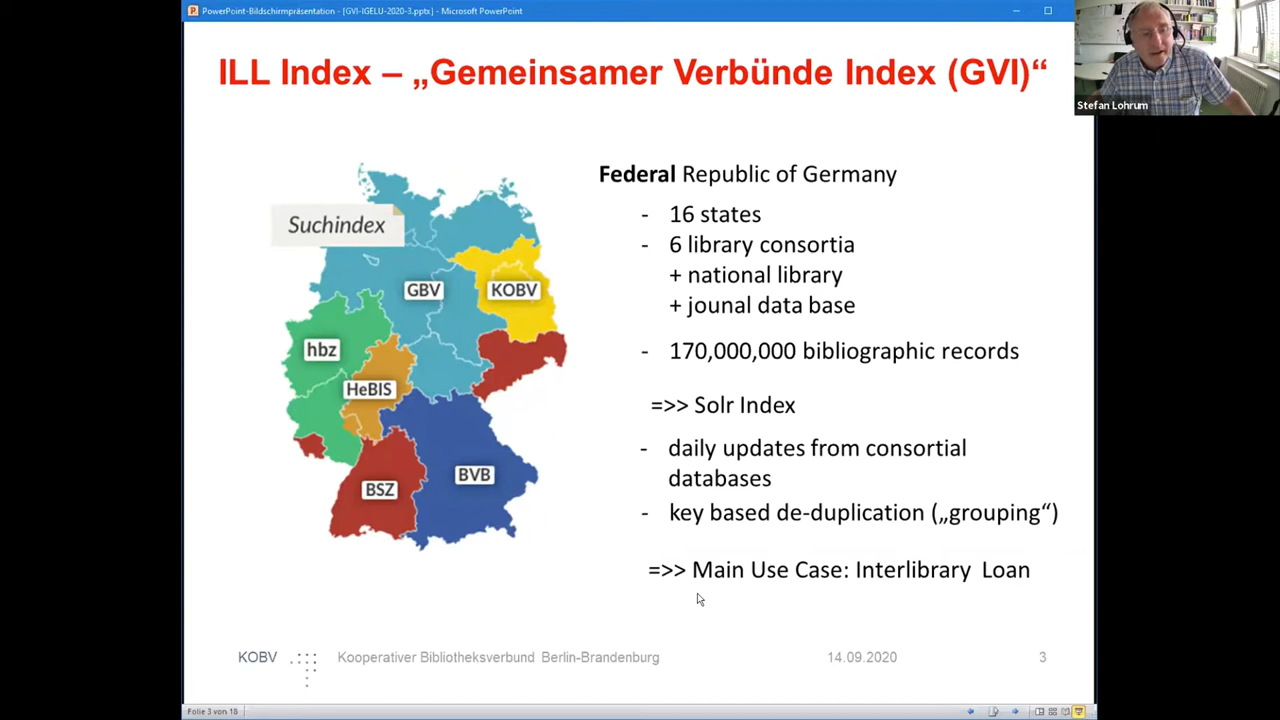 PowerPoint-Bildschirmpräsentation - [GVI-IGELU-2020-3.pptx] - Microsoft PowerPoint
ILL Index – „Gemeinsamer Verbünde Index (GVI)“
Stefan Lohrum
Suchindex
GBV
KOBV
hbz
HeBIS
BSZ
BVB
Federal Republic of Germany
- 16 states
- 6 library consortia
+ national library
+ jounal data base
- 170,000,000 bibliographic records
=>> Solr Index
- daily updates from consortial
databases
- key based de-duplication („grouping“)
=>> Main Use Case: Interlibrary Loan
KOBV Kooperativer Bibliotheksverbund Berlin-Brandenburg 14.09.2020 3
Folie 3 von 18